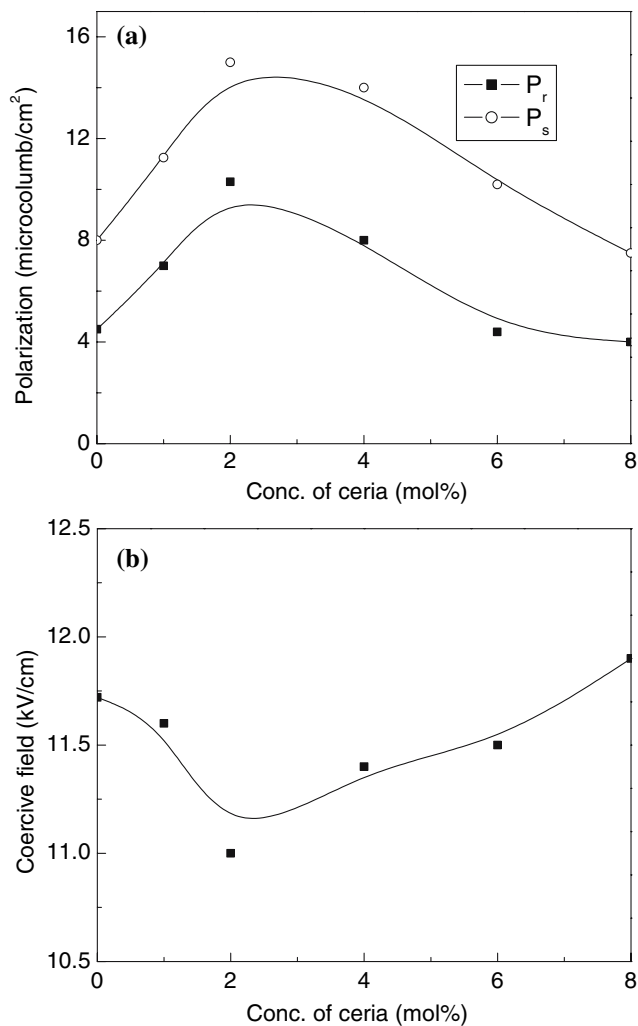 (a)
16
12
8
4
0
Polarization (microcolumb/cm²)
P_r
P_s
0 2 4 6 8
Conc. of ceria (mol%)
(b)
12.5
12.0
11.5
11.0
10.5
Coercive field (kV/cm)
0 2 4 6 8
Conc. of ceria (mol%)